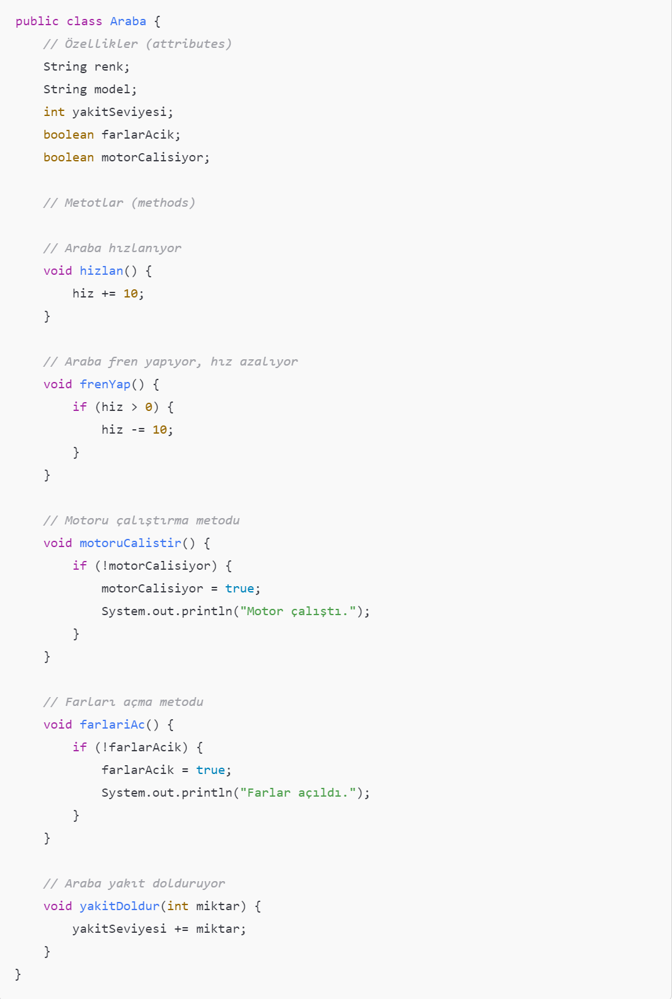 public class Araba {
    // Özellikler (attributes)
    String renk;
    String model;
    int yakitSeviyesi;
    boolean farlarAcik;
    boolean motorCalisiyor;

    // Metotlar (methods)

    // Araba hızlanıyor
    void hizlan() {
        hiz += 10;
    }

    // Araba fren yapıyor, hız azalıyor
    void frenYap() {
        if (hiz > 0) {
            hiz -= 10;
        }
    }

    // Motoru çalıştırma metodu
    void motoruCalistir() {
        if (!motorCalisiyor) {
            motorCalisiyor = true;
            System.out.println("Motor çalıştı.");
        }
    }

    // Farları açma metodu
    void farlariAc() {
        if (!farlarAcik) {
            farlarAcik = true;
            System.out.println("Farlar açıldı.");
        }
    }

    // Araba yakıt dolduruyor
    void yakitDoldur(int miktar) {
        yakitSeviyesi += miktar;
    }
}